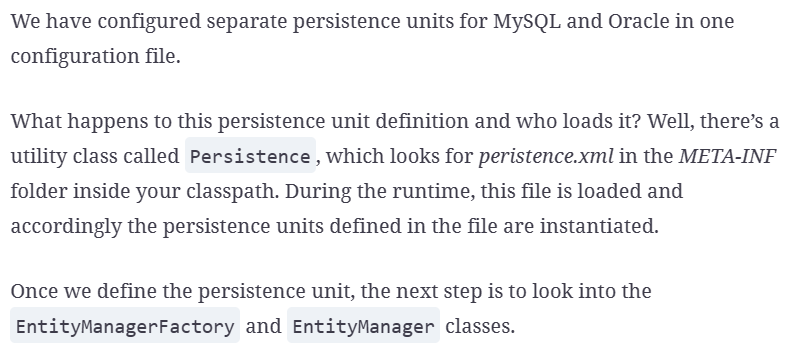 We have configured separate persistence units for MySQL and Oracle in one
configuration file.
What happens to this persistence unit definition and who loads it? Well, there’s a
utility class called Persistence, which looks for peristence.xml in the META-INF
folder inside your classpath. During the runtime, this file is loaded and
accordingly the persistence units defined in the file are instantiated.
Once we define the persistence unit, the next step is to look into the
EntityManagerFactory and EntityManager classes.